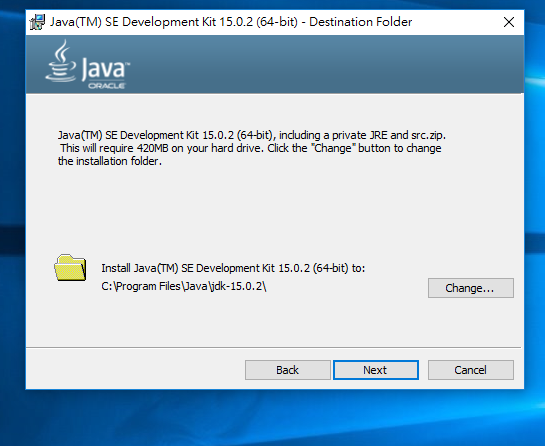 Java(TM) SE Development Kit 15.0.2 (64-bit) - Destination Folder
Java™
ORACLE
Java(TM) SE Development Kit 15.0.2 (64-bit), including a private JRE and src.zip.
This will require 420MB on your hard drive. Click the "Change" button to change
the installation folder.
Install Java(TM) SE Development Kit 15.0.2 (64-bit) to:
C:\Program Files\Java\jdk-15.0.2\
Change...
Back
Next
Cancel